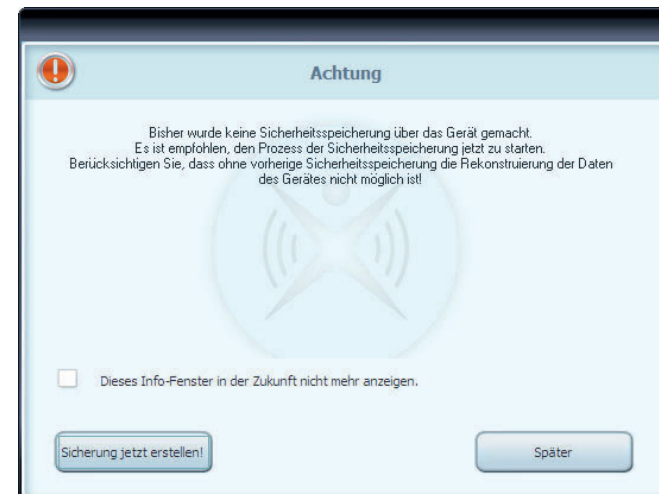 Achtung
Bisher wurde keine Sicherheitsspeicherung über das Gerät gemacht.
Es ist empfohlen, den Prozess der Sicherheitsspeicherung jetzt zu starten.
Berücksichtigen Sie, dass ohne vorherige Sicherheitsspeicherung die Rekonstruierung der Daten
des Gerätes nicht möglich ist!
Dieses Info-Fenster in der Zukunft nicht mehr anzeigen.
Sicherung jetzt erstellen!
Später